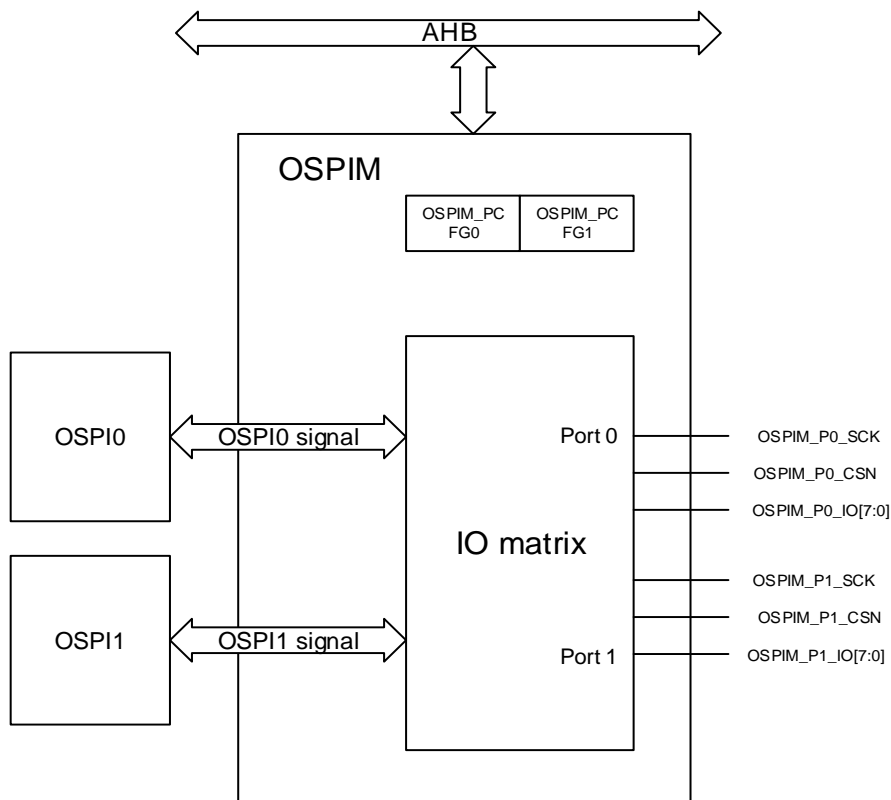 AHB
OSPIM
OSPIM_PC
FG0
OSPIM_PC
FG1
OSPI0
OSPI0 signal
Port 0
OSPIM_P0_SCK
OSPIM_P0_CSN
OSPIM_P0_IO[7:0]
IO matrix
OSPIM_P1_SCK
OSPIM_P1_CSN
OSPI1
OSPI1 signal
Port 1
OSPIM_P1_IO[7:0]